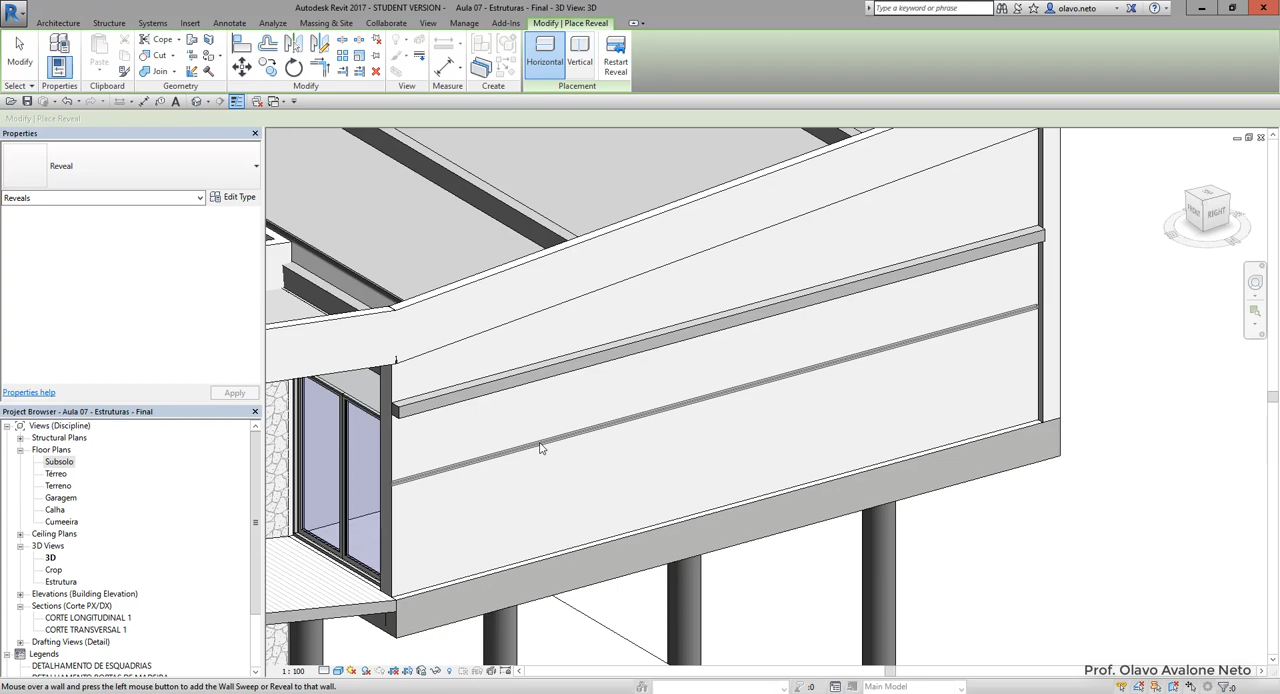 Autodesk Revit 2017 - STUDENT VERSION - Aula 07 - Estruturas - Final - 3D View: 3D
Type a keyword or phrase
olavo.neto
Architecture Structure Systems Insert Annotate Analyze Massing & Site Collaborate View Manage Add-Ins Modify | Place Reveal
Modify
Paste
Cope
Cut
Join
Horizontal
Vertical
Restart
Reveal
Select
Properties
Clipboard
Geometry
Modify
View
Measure
Create
Placement
Modify | Place Reveal
Properties
Reveal
Reveals
Edit Type
Properties help
Apply
Project Browser - Aula 07 - Estruturas - Final
Views (Discipline)
Structural Plans
Floor Plans
Subsolo
Térreo
Terreno
Garagem
Calha
Cumeeira
Ceiling Plans
3D Views
3D
Crop
Estrutura
Elevations (Building Elevation)
Sections (Corte PX/DX)
CORTE LONGITUDINAL 1
CORTE TRANSVERSAL 1
Drafting Views (Detail)
Legends
DETALHAMENTO DE ESQUADRIAS
TOP
FRONT
RIGHT
1 : 100
Prof. Olavo Avalone Neto
Mouse over a wall and press the left mouse button to add the Wall Sweep or Reveal to that wall.
:0
Main Model
:0